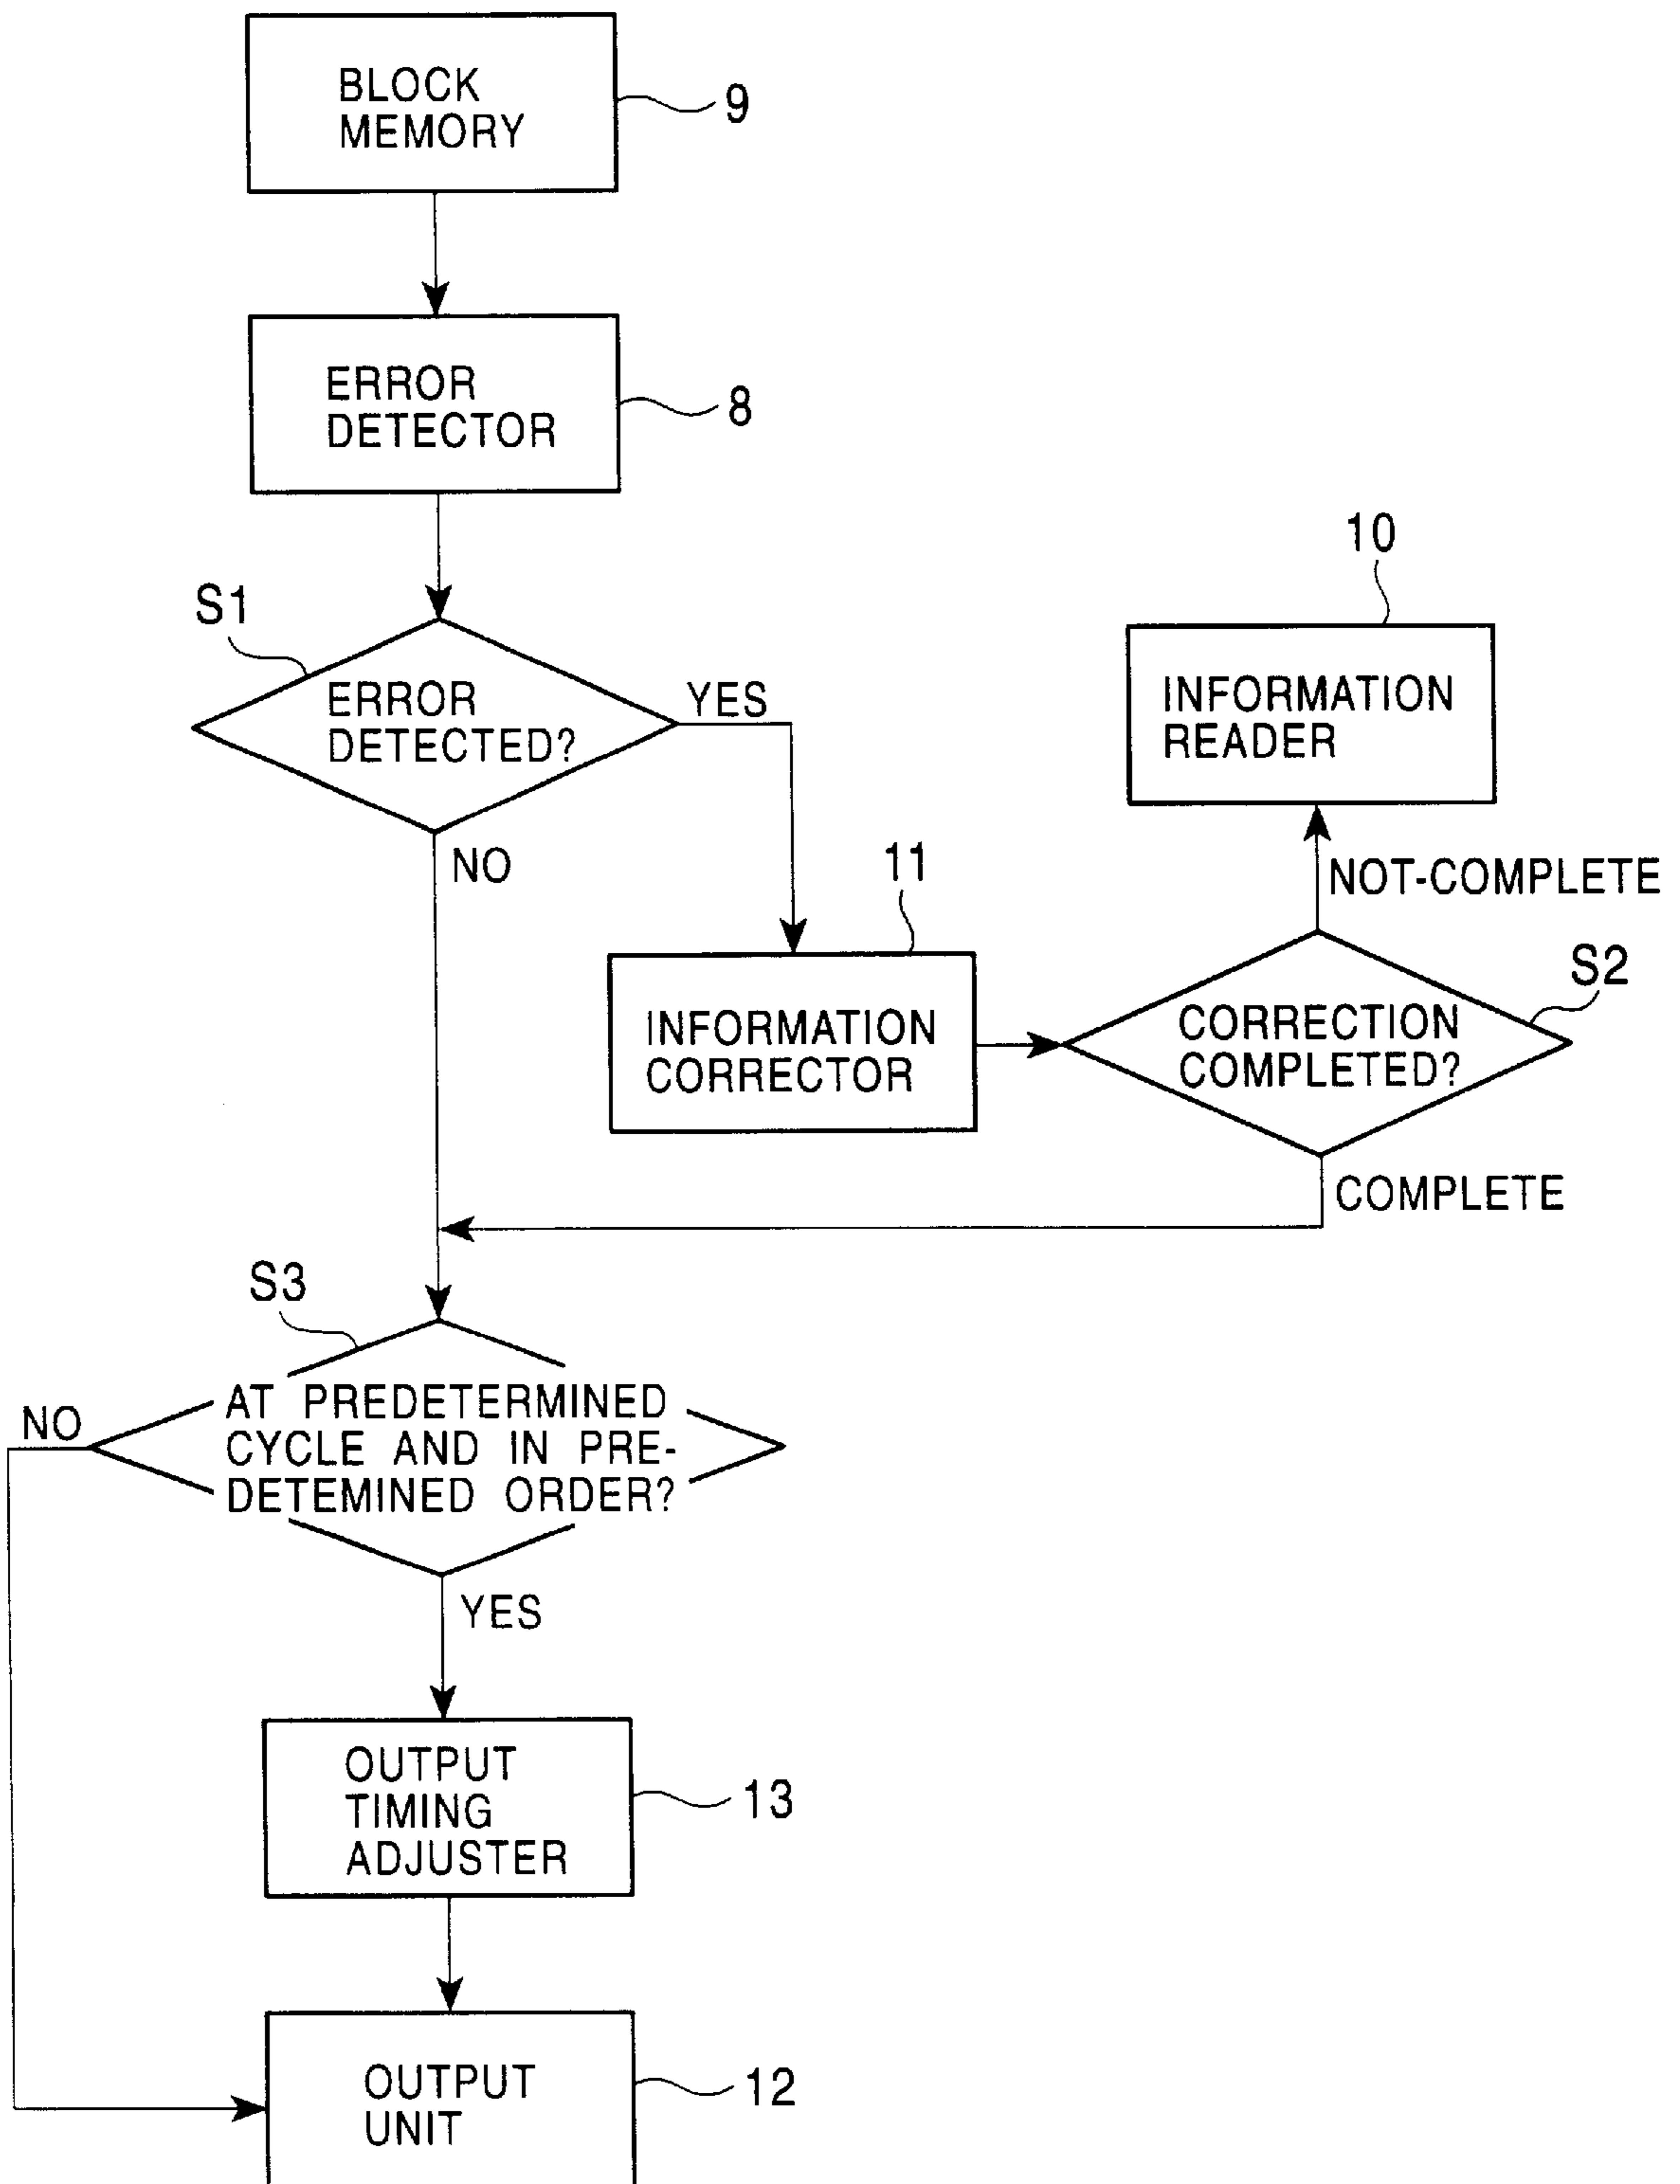 BLOCK
MEMORY
9
ERROR
DETECTOR
8
10
S1
INFORMATION
READER
ERROR
DETECTED?
YES
NO
11
NOT-COMPLETE
S2
INFORMATION
CORRECTOR
CORRECTION
COMPLETED?
COMPLETE
S3
AT PREDETERMINED
CYCLE AND IN PRE-
DETEMINED ORDER?
NO
YES
OUTPUT
TIMING
ADJUSTER
13
OUTPUT
UNIT
12